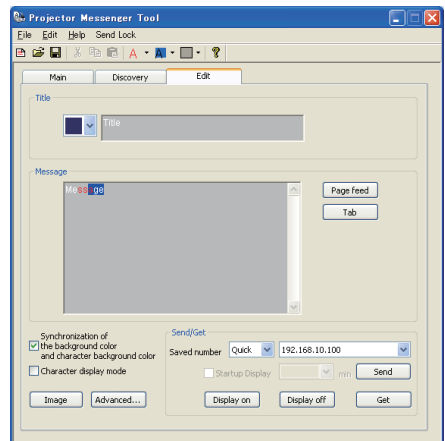 Projector Messenger Tool
File Edit Help Send Lock
A A ?
Main Discovery Edit
Title
Title
Message
Message
Page feed
Tab
Synchronization of
the background color
and character background color
Character display mode
Image Advanced...
Send/Get
Saved number Quick 192.168.10.100
Startup Display min Send
Display on Display off Get